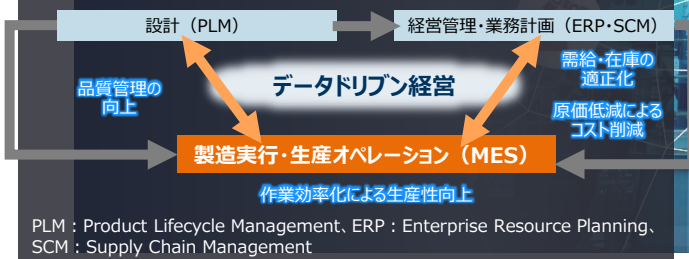 設計（PLM）
経営管理・業務計画（ERP・SCM）
需給・在庫の
適正化
品質管理の
向上
データドリブン経営
原価低減による
コスト削減
製造実行・生産オペレーション（MES）
作業効率化による生産性向上
PLM：Product Lifecycle Management、ERP：Enterprise Resource Planning、
SCM：Supply Chain Management